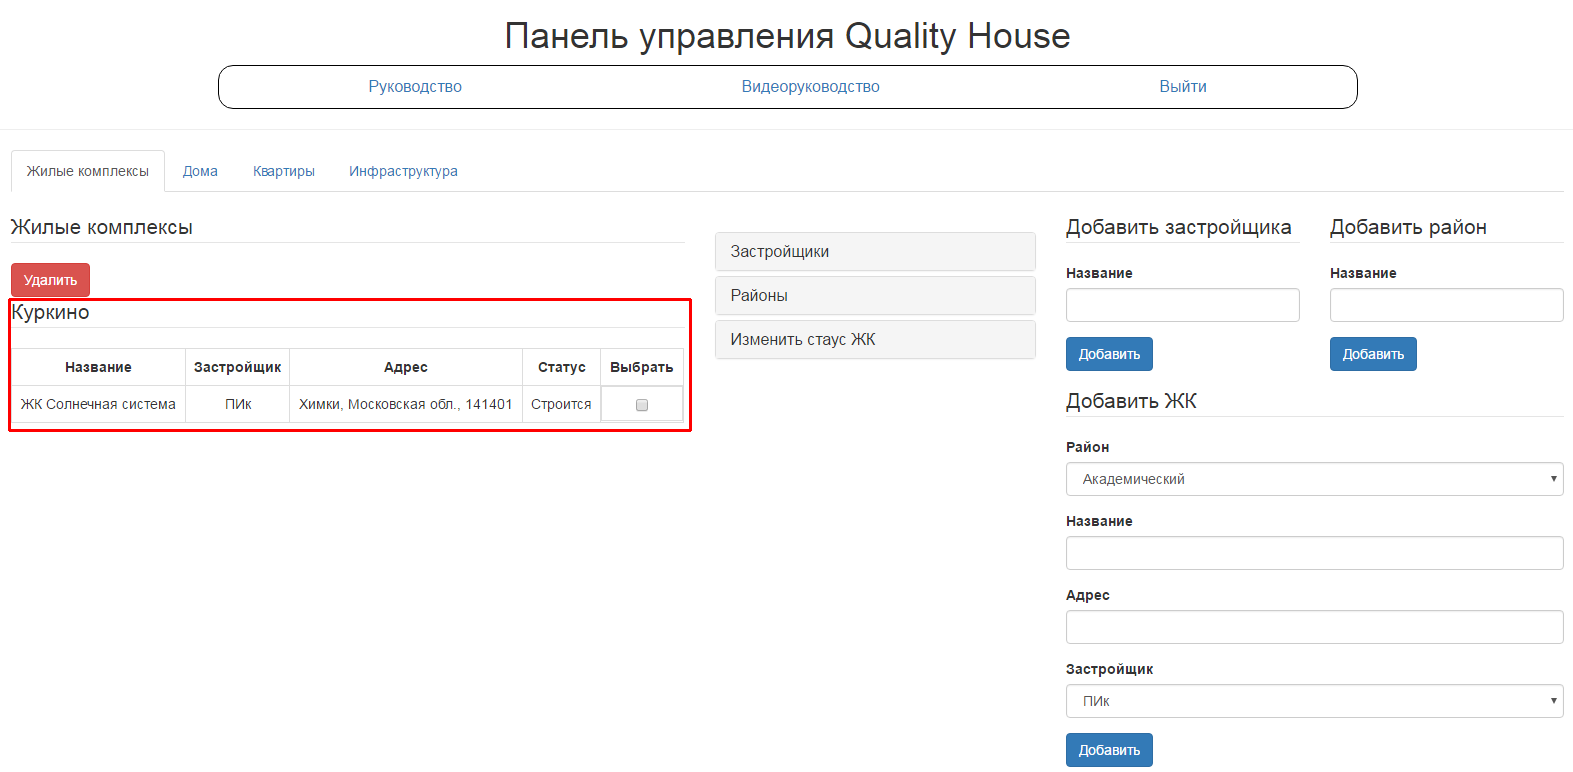 Панель управления Quality House
Руководство Видеоруководство Выйти
Жилые комплексы Дома Квартиры Инфраструктура
Жилые комплексы
Удалить
Куркино
Название Застройщик Адрес Статус Выбрать
ЖК Солнечная система ПИк Химки, Московская обл., 141401 Строится
Застройщики
Районы
Изменить стаус ЖК
Добавить застройщика
Название
Добавить
Добавить район
Название
Добавить
Добавить ЖК
Район
Академический
Название
Адрес
Застройщик
ПИк
Добавить